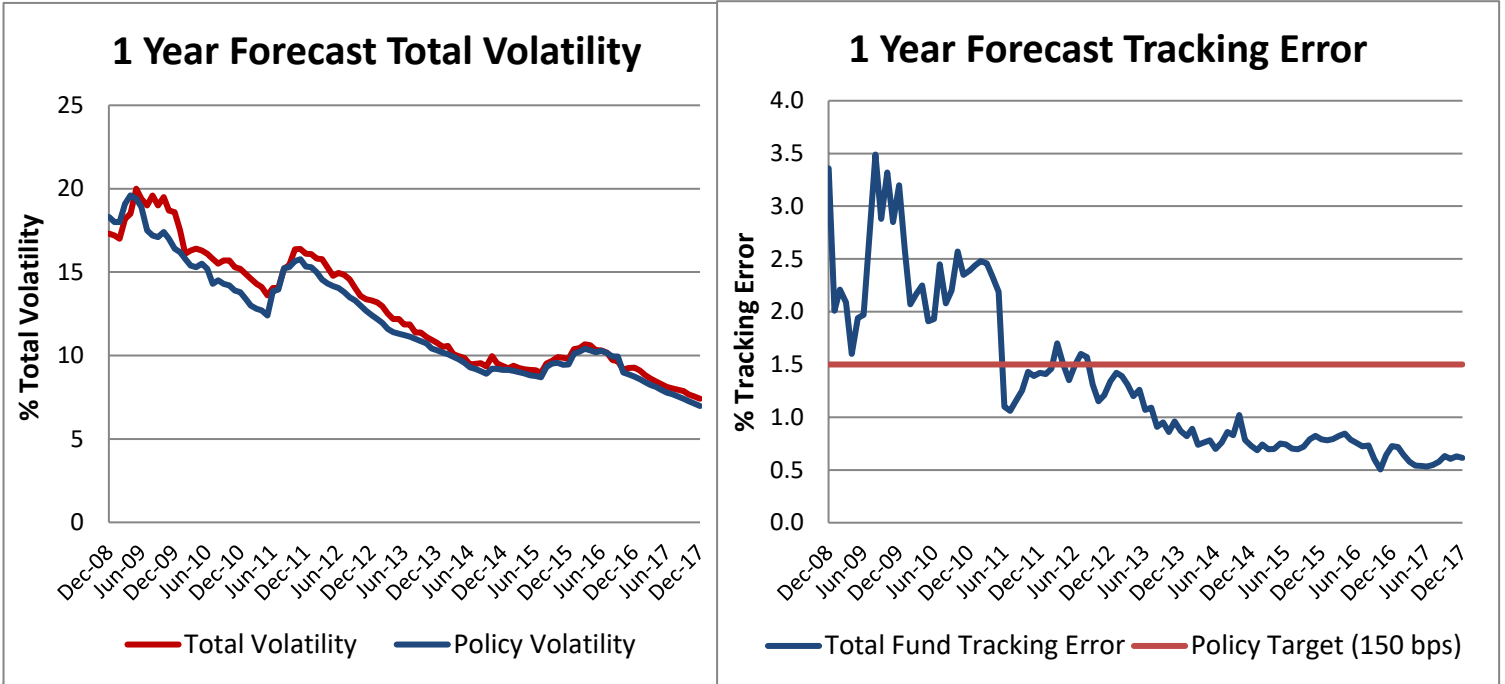 1 Year Forecast Total Volatility
25
20
15
10
5
0
% Total Volatility
Dec-08
Jun-09
Dec-09
Jun-10
Dec-10
Jun-11
Dec-11
Jun-12
Dec-12
Jun-13
Dec-13
Jun-14
Dec-14
Jun-15
Dec-15
Jun-16
Dec-16
Jun-17
Dec-17
Total Volatility
Policy Volatility
1 Year Forecast Tracking Error
4.0
3.5
3.0
2.5
2.0
1.5
1.0
0.5
0.0
% Tracking Error
Dec-08
Jun-09
Dec-09
Jun-10
Dec-10
Jun-11
Dec-11
Jun-12
Dec-12
Jun-13
Dec-13
Jun-14
Dec-14
Jun-15
Dec-15
Jun-16
Dec-16
Jun-17
Dec-17
Total Fund Tracking Error
Policy Target (150 bps)